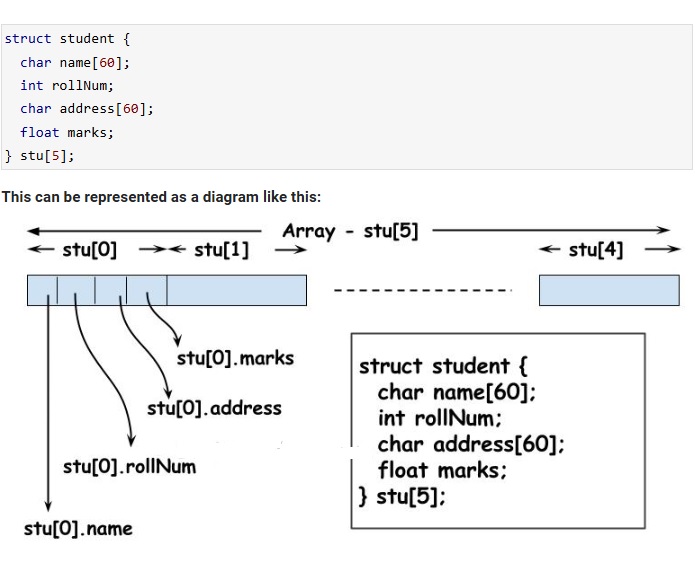 struct student {
char name[60];
int rollNum;
char address[60];
float marks;
} stu[5];
This can be represented as a diagram like this:
Array - stu[5]
stu[0]
stu[1]
stu[4]
stu[0].marks
stu[0].address
stu[0].rollNum
stu[0].name
struct student {
char name[60];
int rollNum;
char address[60];
float marks;
} stu[5];